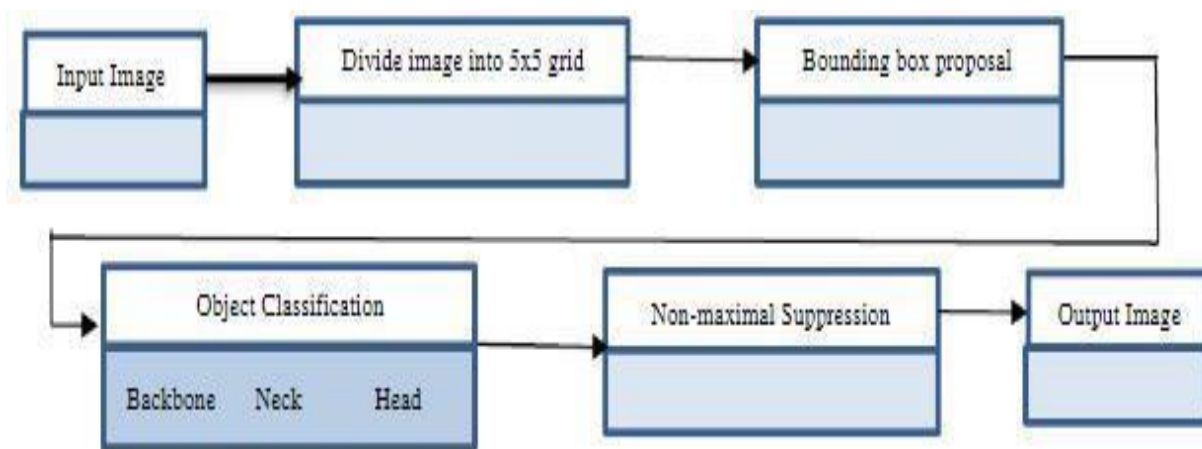 Input Image
Divide image into 5x5 grid
Bounding box proposal
Object Classification
Backbone Neck Head
Non-maximal Suppression
Output Image